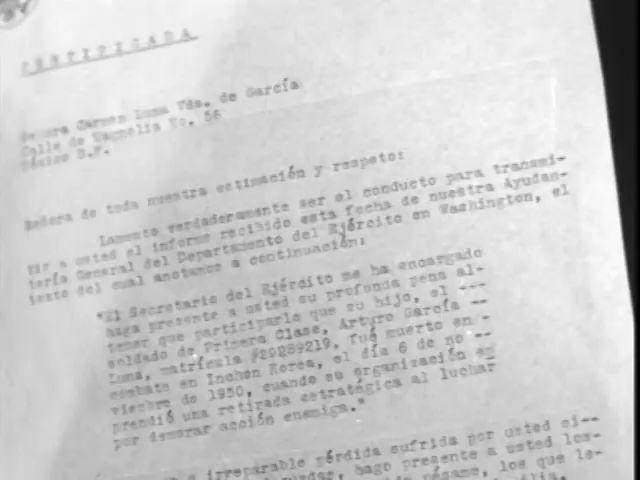 CERTIFICADA
Señora Carmen Luna Vda. de García
Calle de Magnolia No. 56
México D.F.
Señora de toda nuestra estimación y respeto:
Lamento verdaderamente ser el conducto para transmi-
tir a usted el informe recibido esta fecha de nuestra Ayudan-
tería General del Departamento del Ejército en Washington, el
texto del cual anotamos a continuación:
"El Secretario del Ejército me ha encargado
haga presente a usted su profunda pena al-
tener que participarle que su hijo, el ---
soldado de Primera Clase, Arturo García --
Luna, matrícula #29289219, fué muerto en -
combate en Inchon Korea, el día 6 de no --
viembre de 1950, cuando su organización em
prendió una retirada estratégica al luchar
por demorar acción enemiga."
irreparable pérdida sufrida por usted si--
hago presente a usted los-
pésame, los que le-